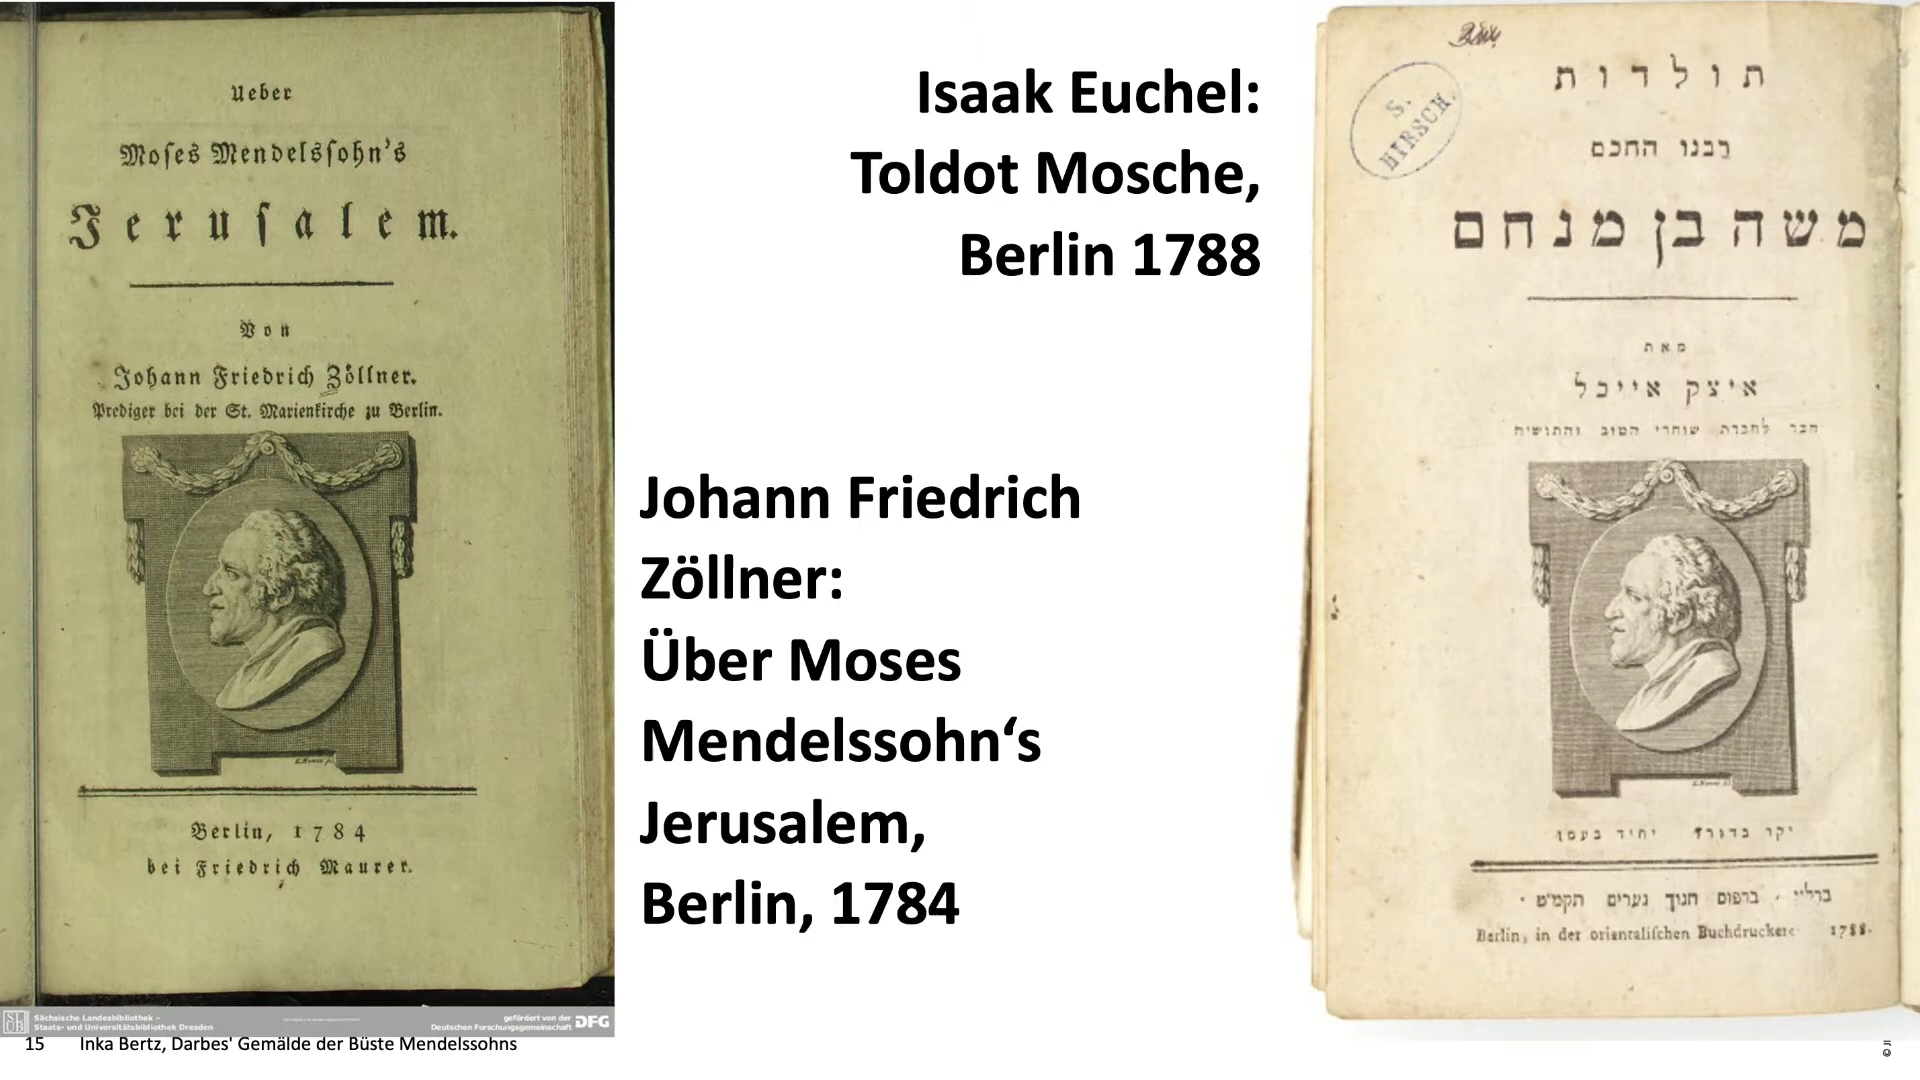 Ueber
Moses Mendelssohn's
Jerusalem.
Von
Johann Friedrich Zöllner.
Prediger bei der St. Marienkirche zu Berlin.
Berlin, 1784
bei Friedrich Maurer.
Sächsische Landesbibliothek –
Staats- und Universitätsbibliothek Dresden
gefördert von der
Deutschen Forschungsgemeinschaft
DFG
Isaak Euchel:
Toldot Mosche,
Berlin 1788
Johann Friedrich
Zöllner:
Über Moses
Mendelssohn‘s
Jerusalem,
Berlin, 1784
S.
HIRSCH.
תולדות
רבנו החכם
משה בן מנחם
מאת
איצק אייכל
חבר לחברת שוחרי הטוב והתושיה
יקר בדורו יחיד בעמו
ברלין ברפוס חנוך נערים תקמ״ט
Berlin, in der orientalischen Buchdruckerei 1788.
15 Inka Bertz, Darbes' Gemälde der Büste Mendelssohns